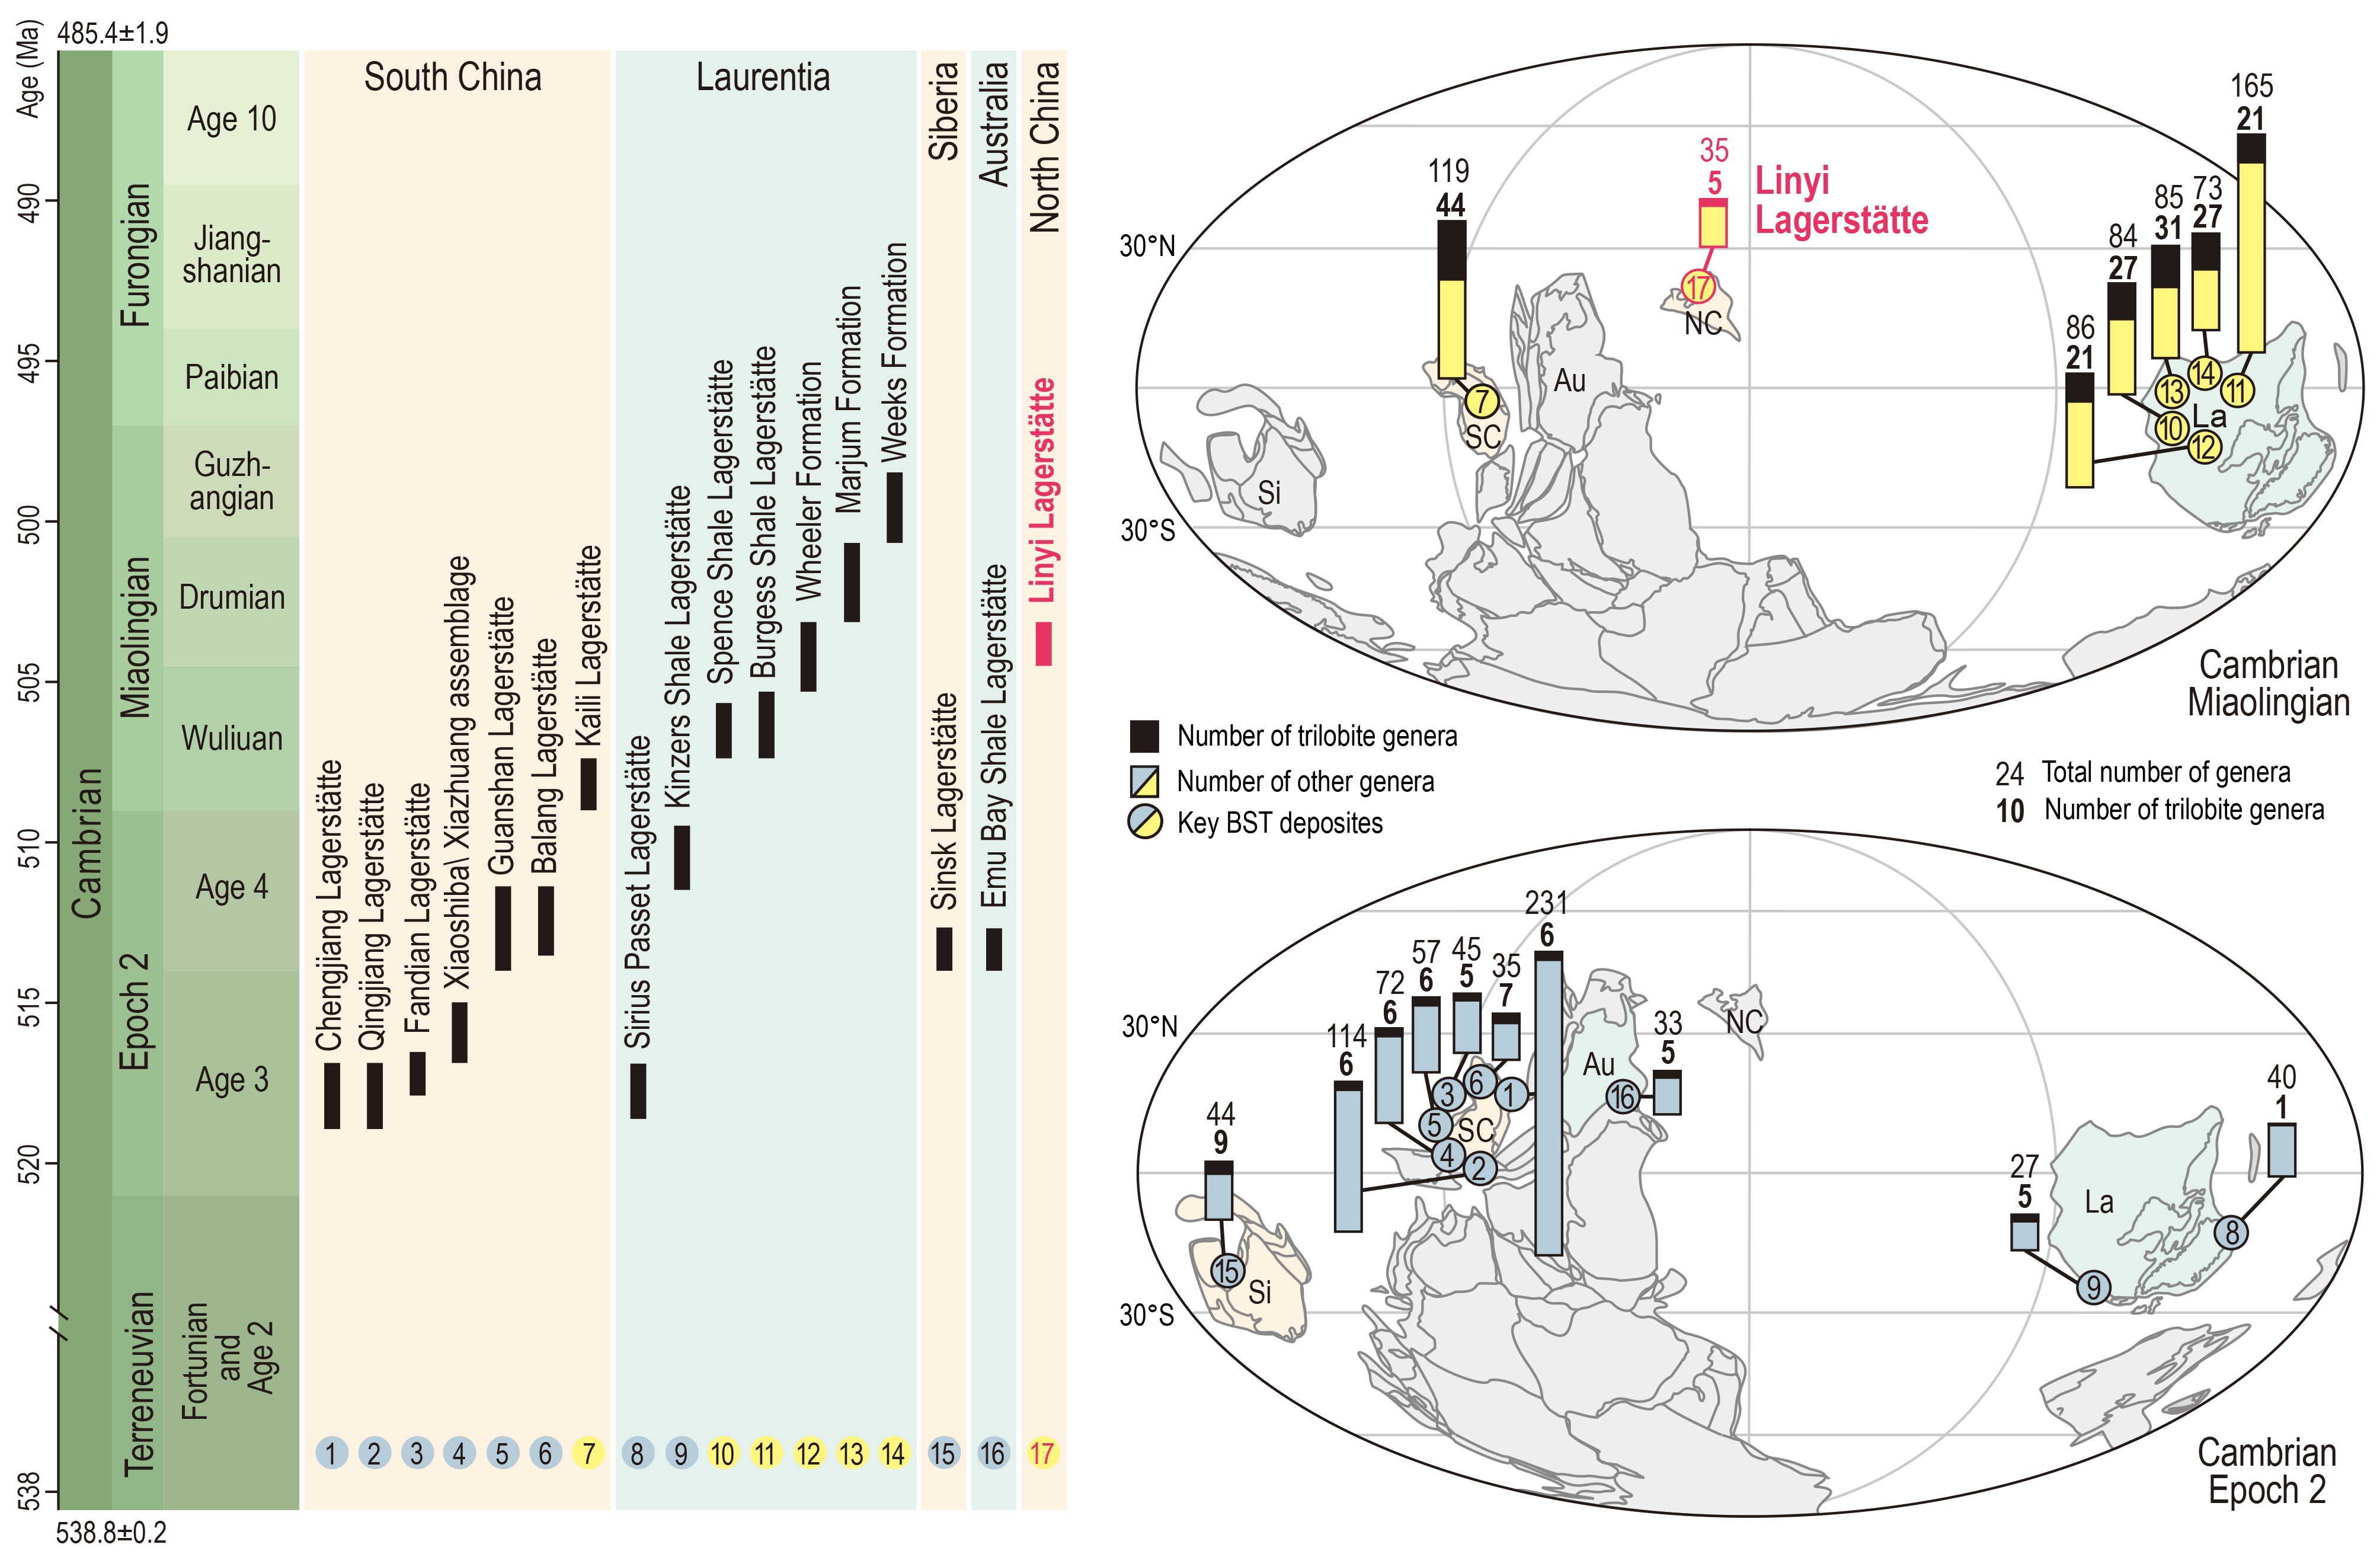 Age (Ma)
485.4±1.9
490
495
500
505
510
515
520
538
538.8±0.2
Cambrian
Furongian
Miaolingian
Epoch 2
Terreneuvian
Age 10
Jiang-
shanian
Paibian
Guzh-
angian
Drumian
Wuliuan
Age 4
Age 3
Fortunian
and
Age 2
South China
Laurentia
Siberia
Australia
North China
Chengjiang Lagerstätte
Qingjiang Lagerstätte
Fandian Lagerstätte
Xiaoshiba\ Xiazhuang assemblage
Guanshan Lagerstätte
Balang Lagerstätte
Kaili Lagerstätte
Sirius Passet Lagerstätte
Kinzers Shale Lagerstätte
Spence Shale Lagerstätte
Burgess Shale Lagerstätte
Wheeler Formation
Marjum Formation
Weeks Formation
Sinsk Lagerstätte
Emu Bay Shale Lagerstätte
Linyi Lagerstätte
1 2 3 4 5 6 7 8 9 10 11 12 13 14 15 16 17
119
44
35
5
Linyi
Lagerstätte
165
21
85
31
73
27
84
27
86
21
30°N
30°S
17
NC
Au
7
SC
Si
13
14
11
10
La
12
Cambrian
Miaolingian
Number of trilobite genera
Number of other genera
Key BST deposites
24 Total number of genera
10 Number of trilobite genera
231
6
45
5
57
6
35
7
72
6
114
6
44
9
33
5
40
1
27
5
30°N
30°S
NC
Au
16
3
6
1
5
SC
4
2
15
Si
La
8
9
Cambrian
Epoch 2